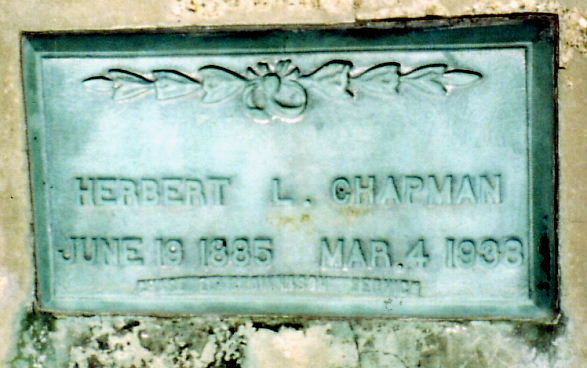 HERBERT L. CHAPMAN
JUNE 19 1885 MAR. 4 1938